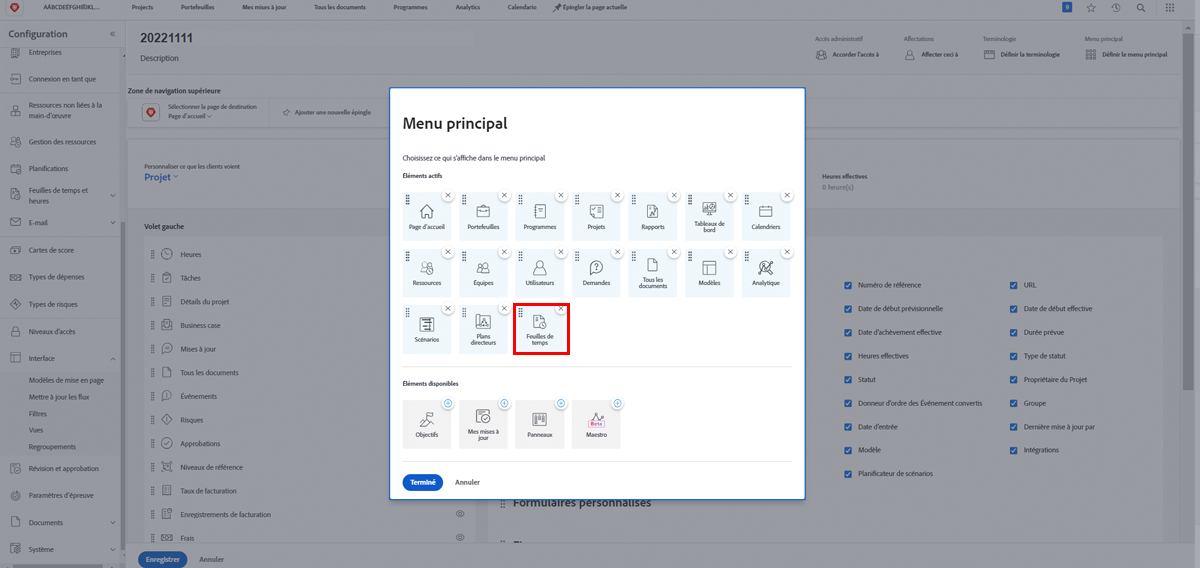 AÀBCDEÉFGHIÎÏJKL...
Projects
Portefeuilles
Mes mises à jour
Tous les documents
Programmes
Analytics
Calendario
Épingler la page actuelle
9
Configuration
Entreprises
Connexion en tant que
Ressources non liées à la
main-d'œuvre
Gestion des ressources
Planifications
Feuilles de temps et
heures
E-mail
Cartes de score
Types de dépenses
Types de risques
Niveaux d'accès
Interface
Modèles de mise en page
Mettre à jour les flux
Filtres
Vues
Regroupements
Révision et approbation
Paramètres d'épreuve
Documents
Système
20221111
Description
Accès administratif
Accorder l'accès à
Affectations
Affecter ceci à
Terminologie
Définir la terminologie
Menu principal
Définir le menu principal
Zone de navigation supérieure
Sélectionner la page de destination
Page d'accueil
Ajouter une nouvelle épingle
Personnaliser ce que les clients voient
Projet
Heures effectives
0 heure(s)
Volet gauche
Heures
Tâches
Détails du projet
Business case
Mises à jour
Tous les documents
Événements
Risques
Approbations
Niveaux de référence
Taux de facturation
Enregistrements de facturation
Frais
Menu principal
Choisissez ce qui s'affiche dans le menu principal
Éléments actifs
Page d'accueil
Portefeuilles
Programmes
Projets
Rapports
Tableaux de
bord
Calendriers
Ressources
Équipes
Utilisateurs
Demandes
Tous les
documents
Modèles
Analytique
Scénarios
Plans
directeurs
Feuilles de
temps
Éléments disponibles
Objectifs
Mes mises à
jour
Panneaux
Beta
Maestro
Terminé
Annuler
Numéro de référence
URL
Date de début prévisionnelle
Date de début effective
Date d'achèvement effective
Durée prévue
Heures effectives
Type de statut
Statut
Propriétaire du Projet
Donneur d'ordre des Événement convertis
Groupe
Date d'entrée
Dernière mise à jour par
Modèle
Intégrations
Planificateur de scénarios
Formulaires personnalisés
Enregistrer
Annuler